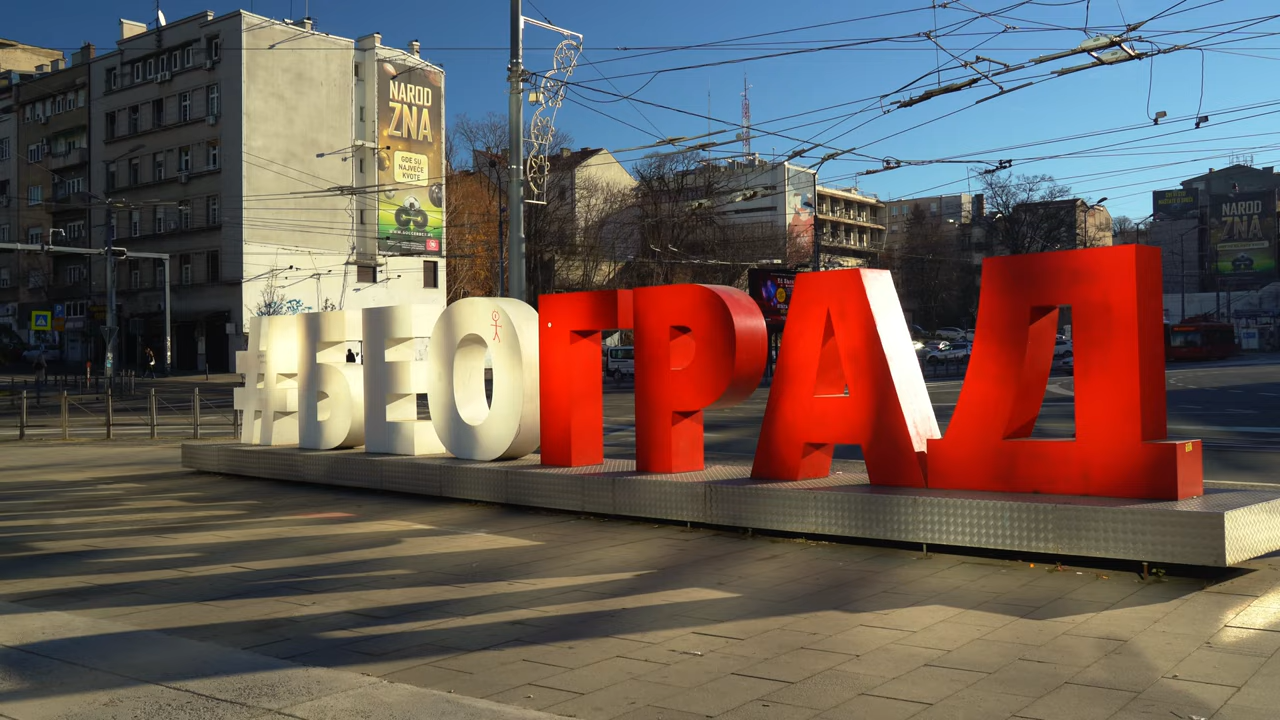 NAROD
ZNA
GDE SU
NAJVEĆE
KVOTE
#БЕОГРАД
NAROD
ZNA